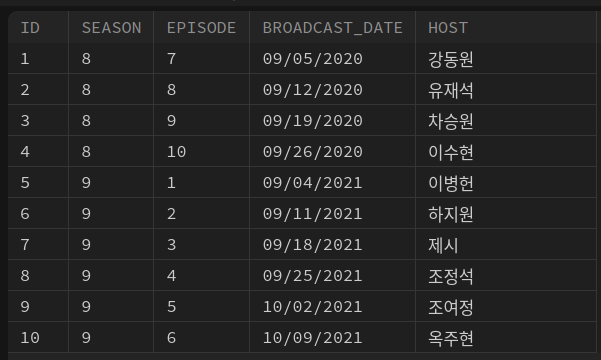 ID SEASON EPISODE BROADCAST_DATE HOST
1 8 7 09/05/2020 강동원
2 8 8 09/12/2020 유재석
3 8 9 09/19/2020 차승원
4 8 10 09/26/2020 이수현
5 9 1 09/04/2021 이병헌
6 9 2 09/11/2021 하지원
7 9 3 09/18/2021 제시
8 9 4 09/25/2021 조정석
9 9 5 10/02/2021 조여정
10 9 6 10/09/2021 옥주현